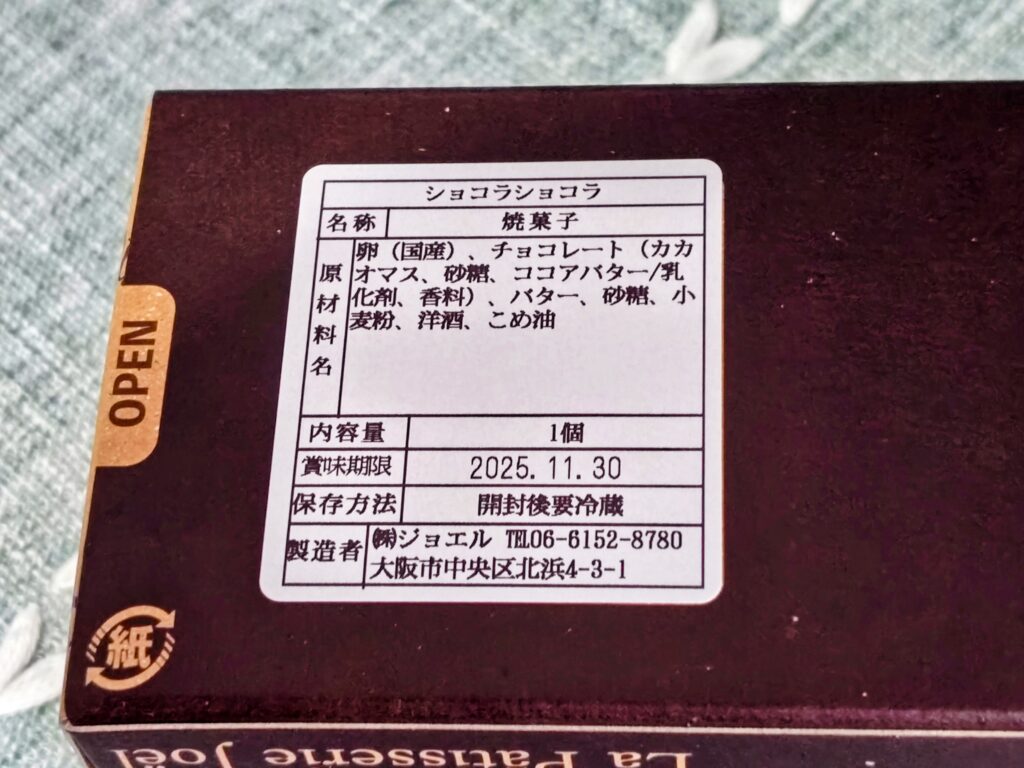 ショコラショコラ
名称 焼菓子
原材料名 卵（国産）、チョコレート（カカ
オマス、砂糖、ココアバター/乳
化剤、香料）、バター、砂糖、小
麦粉、洋酒、こめ油
内容量 1個
賞味期限 2025.11.30
保存方法 開封後要冷蔵
製造者 ㈱ジョエル ℡06-6152-8780
大阪市中央区北浜4-3-1
OPEN
紙
La Patisserie Joël